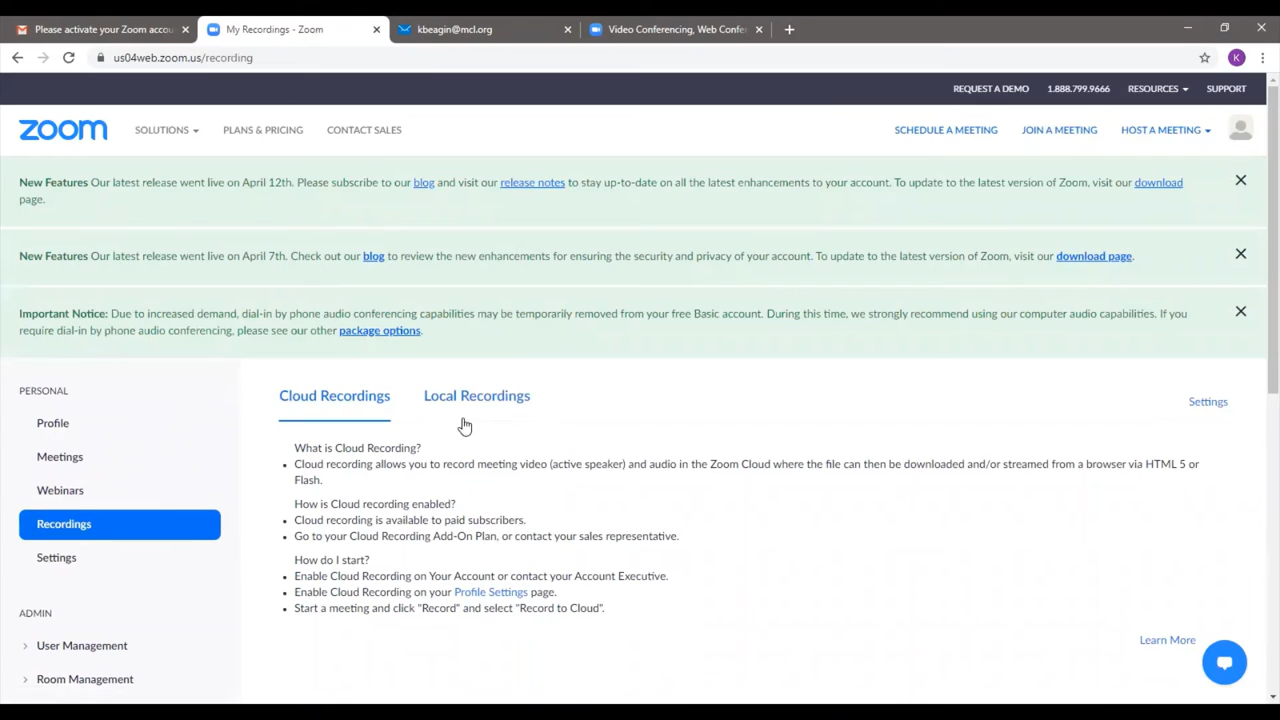 Please activate your Zoom accou
My Recordings - Zoom
kbeagin@mcl.org
Video Conferencing, Web Confer
us04web.zoom.us/recording
K
REQUEST A DEMO 1.888.799.9666 RESOURCES SUPPORT
zoom SOLUTIONS PLANS & PRICING CONTACT SALES SCHEDULE A MEETING JOIN A MEETING HOST A MEETING
New Features Our latest release went live on April 12th. Please subscribe to our blog and visit our release notes to stay up-to-date on all the latest enhancements to your account. To update to the latest version of Zoom, visit our download
page.
New Features Our latest release went live on April 7th. Check out our blog to review the new enhancements for ensuring the security and privacy of your account. To update to the latest version of Zoom, visit our download page.
Important Notice: Due to increased demand, dial-in by phone audio conferencing capabilities may be temporarily removed from your free Basic account. During this time, we strongly recommend using our computer audio capabilities. If you
require dial-in by phone audio conferencing, please see our other package options.
PERSONAL
Profile
Meetings
Webinars
Recordings
Settings
ADMIN
User Management
Room Management
Cloud Recordings Local Recordings
Settings
What is Cloud Recording?
• Cloud recording allows you to record meeting video (active speaker) and audio in the Zoom Cloud where the file can then be downloaded and/or streamed from a browser via HTML 5 or
Flash.
How is Cloud recording enabled?
• Cloud recording is available to paid subscribers.
• Go to your Cloud Recording Add-On Plan, or contact your sales representative.
How do I start?
• Enable Cloud Recording on Your Account or contact your Account Executive.
• Enable Cloud Recording on your Profile Settings page.
• Start a meeting and click "Record" and select "Record to Cloud".
Learn More